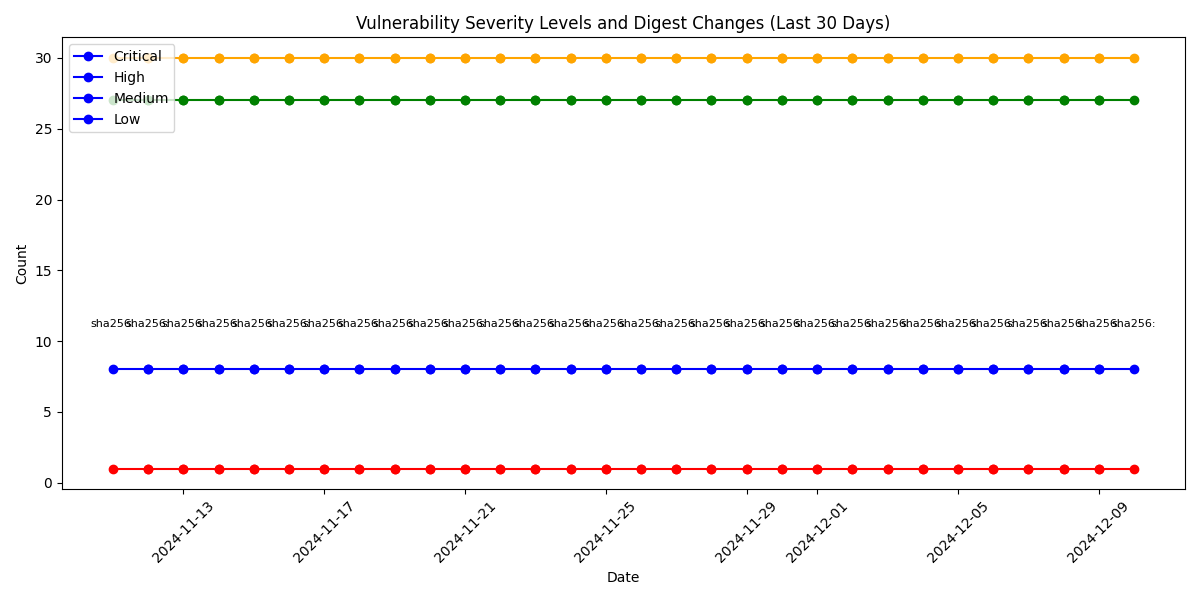 Vulnerability Severity Levels and Digest Changes (Last 30 Days)
Critical
High
Medium
Low
30
25
20
15
10
5
0
Count
sha256: sha256: sha256: sha256: sha256: sha256: sha256: sha256: sha256: sha256: sha256: sha256: sha256: sha256: sha256: sha256: sha256: sha256: sha256: sha256: sha256: sha256: sha256: sha256: sha256: sha256: sha256: sha256: sha256: sha256:
2024-11-13
2024-11-17
2024-11-21
2024-11-25
2024-11-29
2024-12-01
2024-12-05
2024-12-09
Date